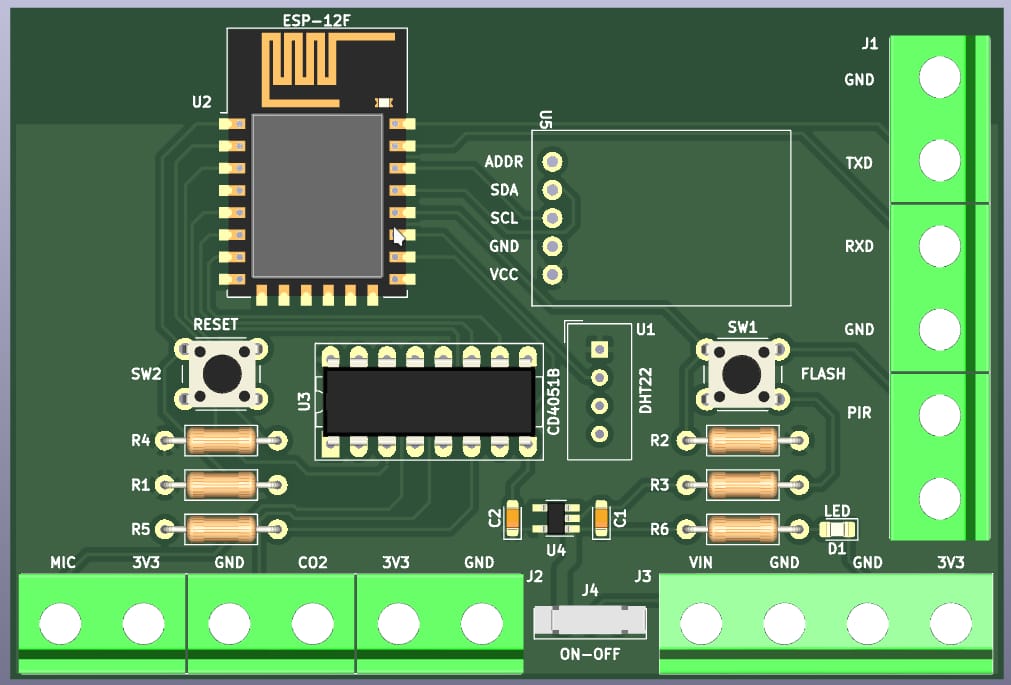 ESP-12F
J1
GND
U2
U5
ADDR
TXD
SDA
SCL
RXD
GND
VCC
RESET
U1
SW1
GND
SW2
U3
CD4051B
DHT22
FLASH
PIR
R4
R2
R1
R3
R5
C2
C1
R6
LED
U4
D1
MIC
3V3
GND
CO2
3V3
GND
VIN
GND
GND
3V3
J2
J4
J3
ON-OFF